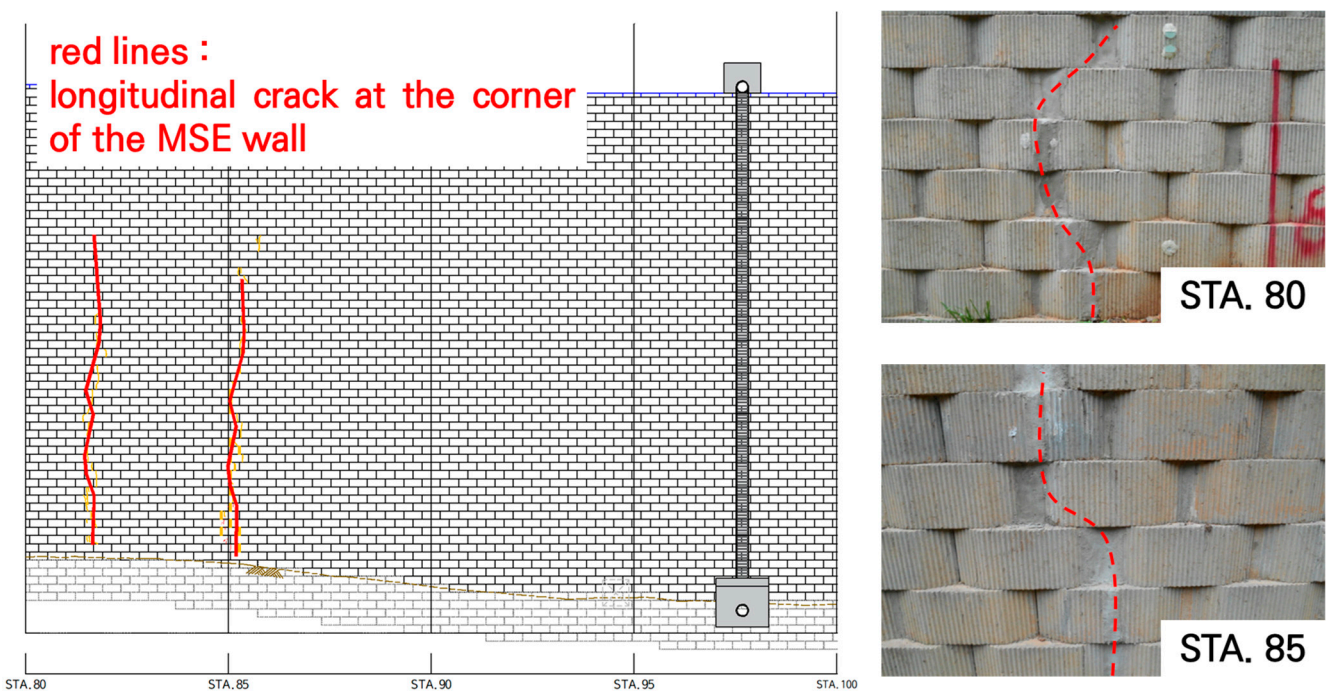 red lines :
longitudinal crack at the corner
of the MSE wall
STA. 80
STA. 85
STA. 80
STA. 85
STA. 90
STA. 95
STA. 100